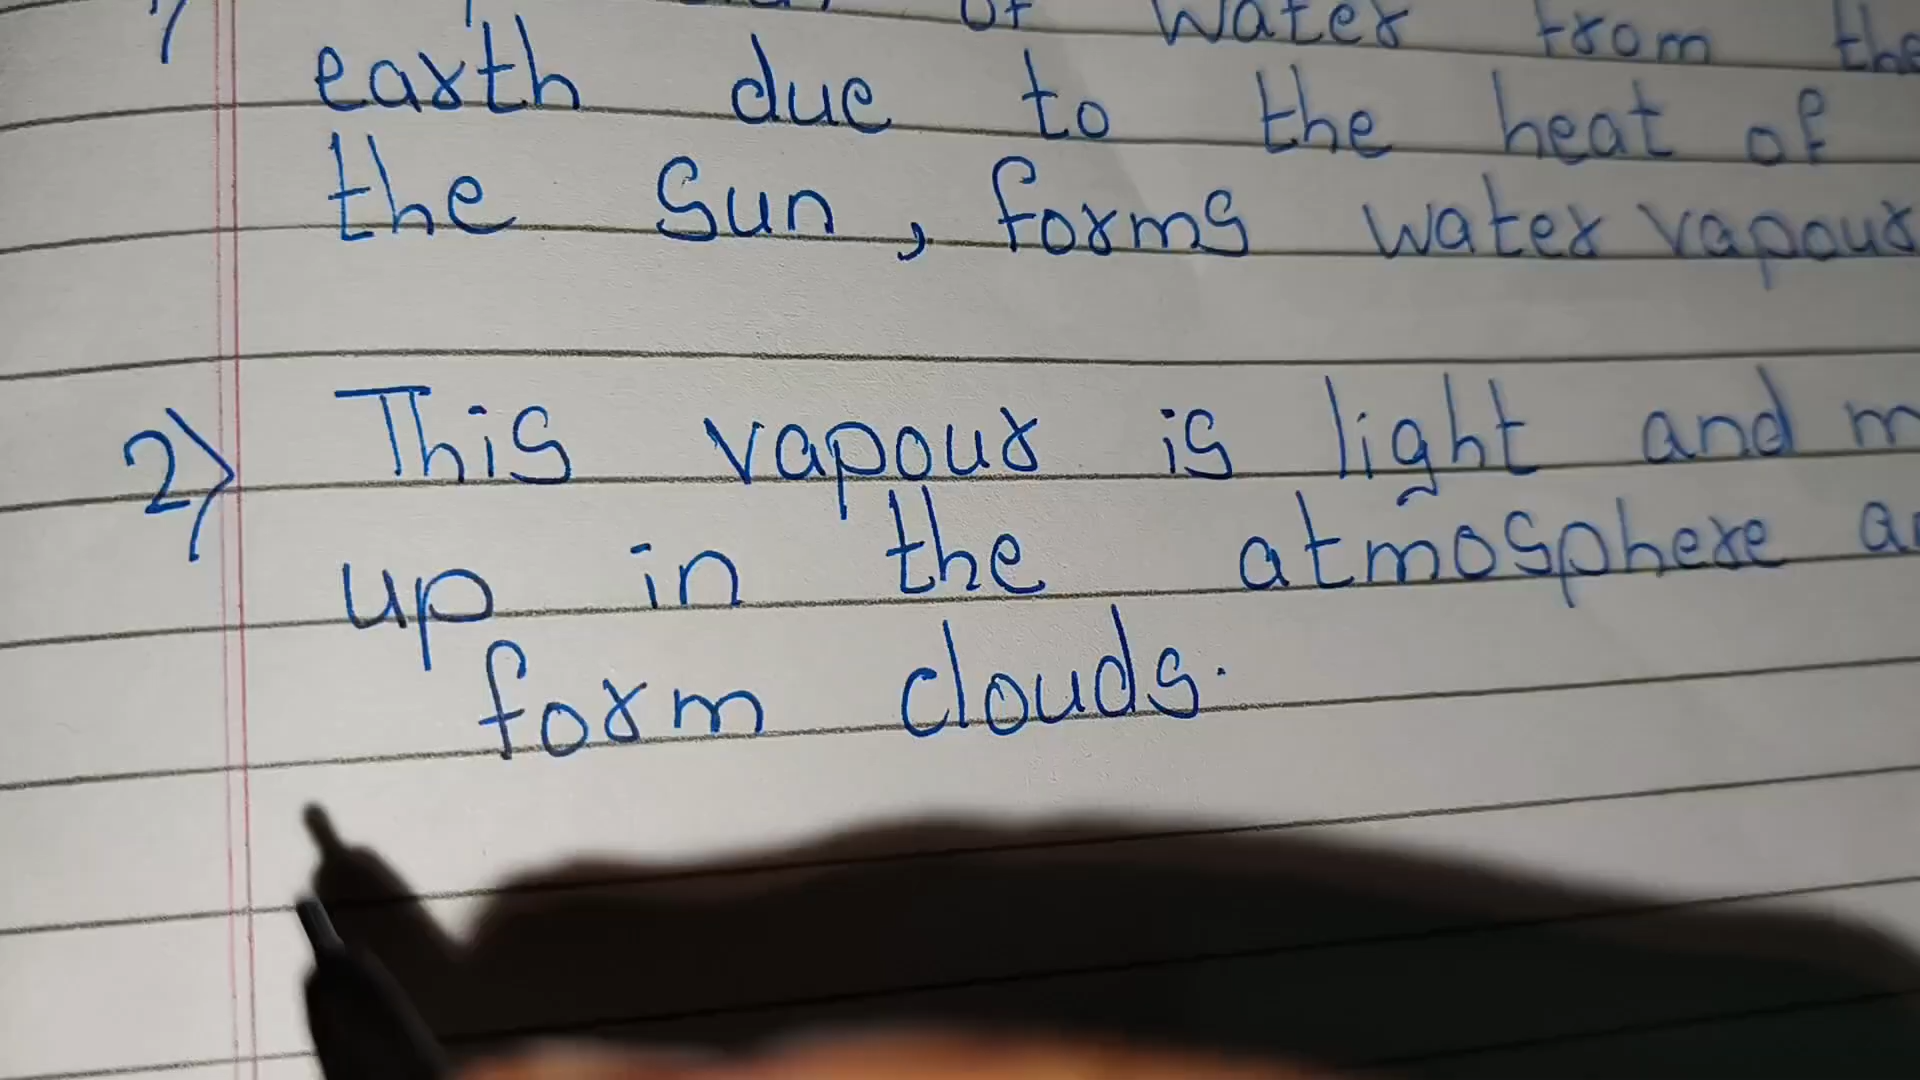 of water from the
earth due to the heat of
the Sun, forms water vapour
2) This vapour is light and
up in the atmosphere
form clouds.